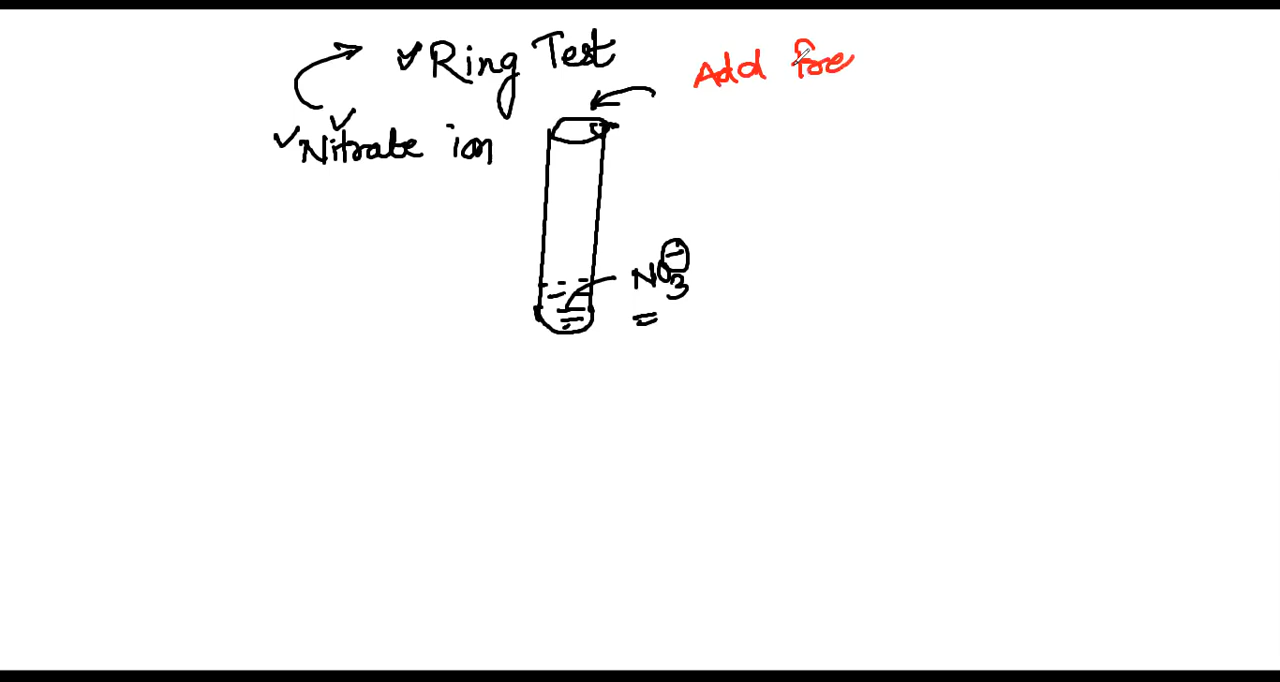 Ring Test
Add
Nitrate ion
NO3⁻